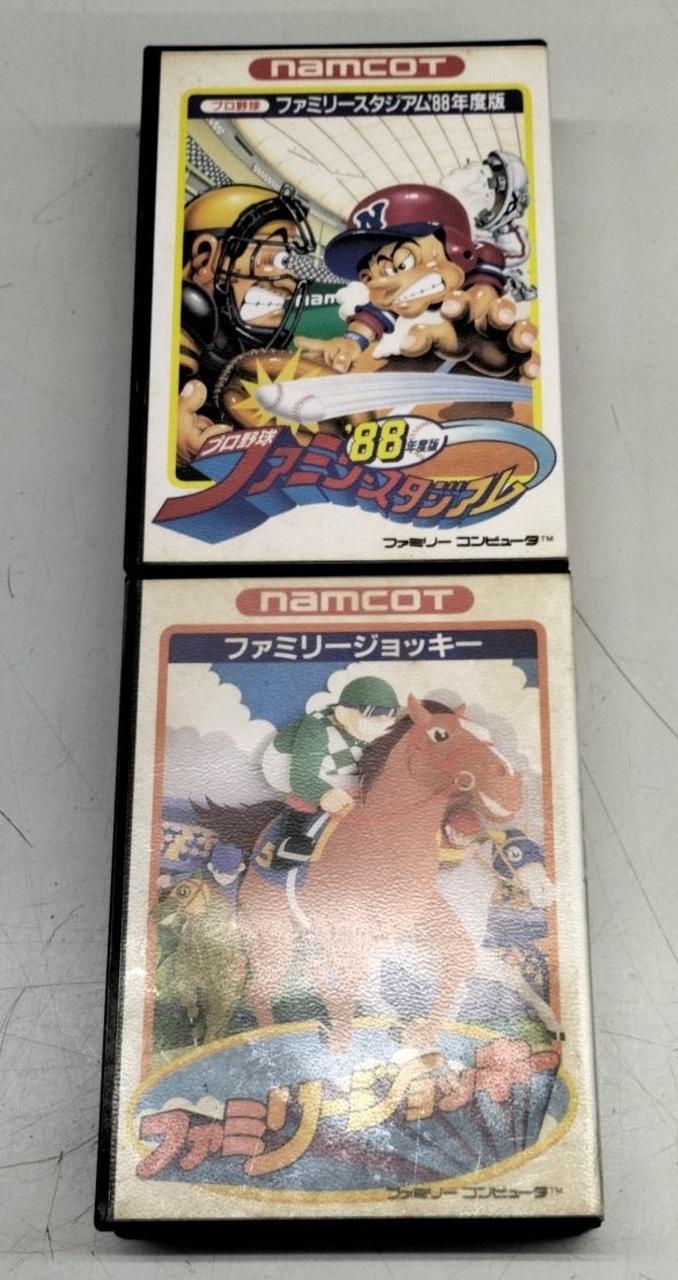 namcot
プロ野球 ファミリースタジアム'88年度版
N
nam
プロ野球 '88年度版
ファミリースタジアム
ファミリー コンピュータ™
namcot
ファミリージョッキー
5
ファミリージョッキー
ファミリー コンピュータ™